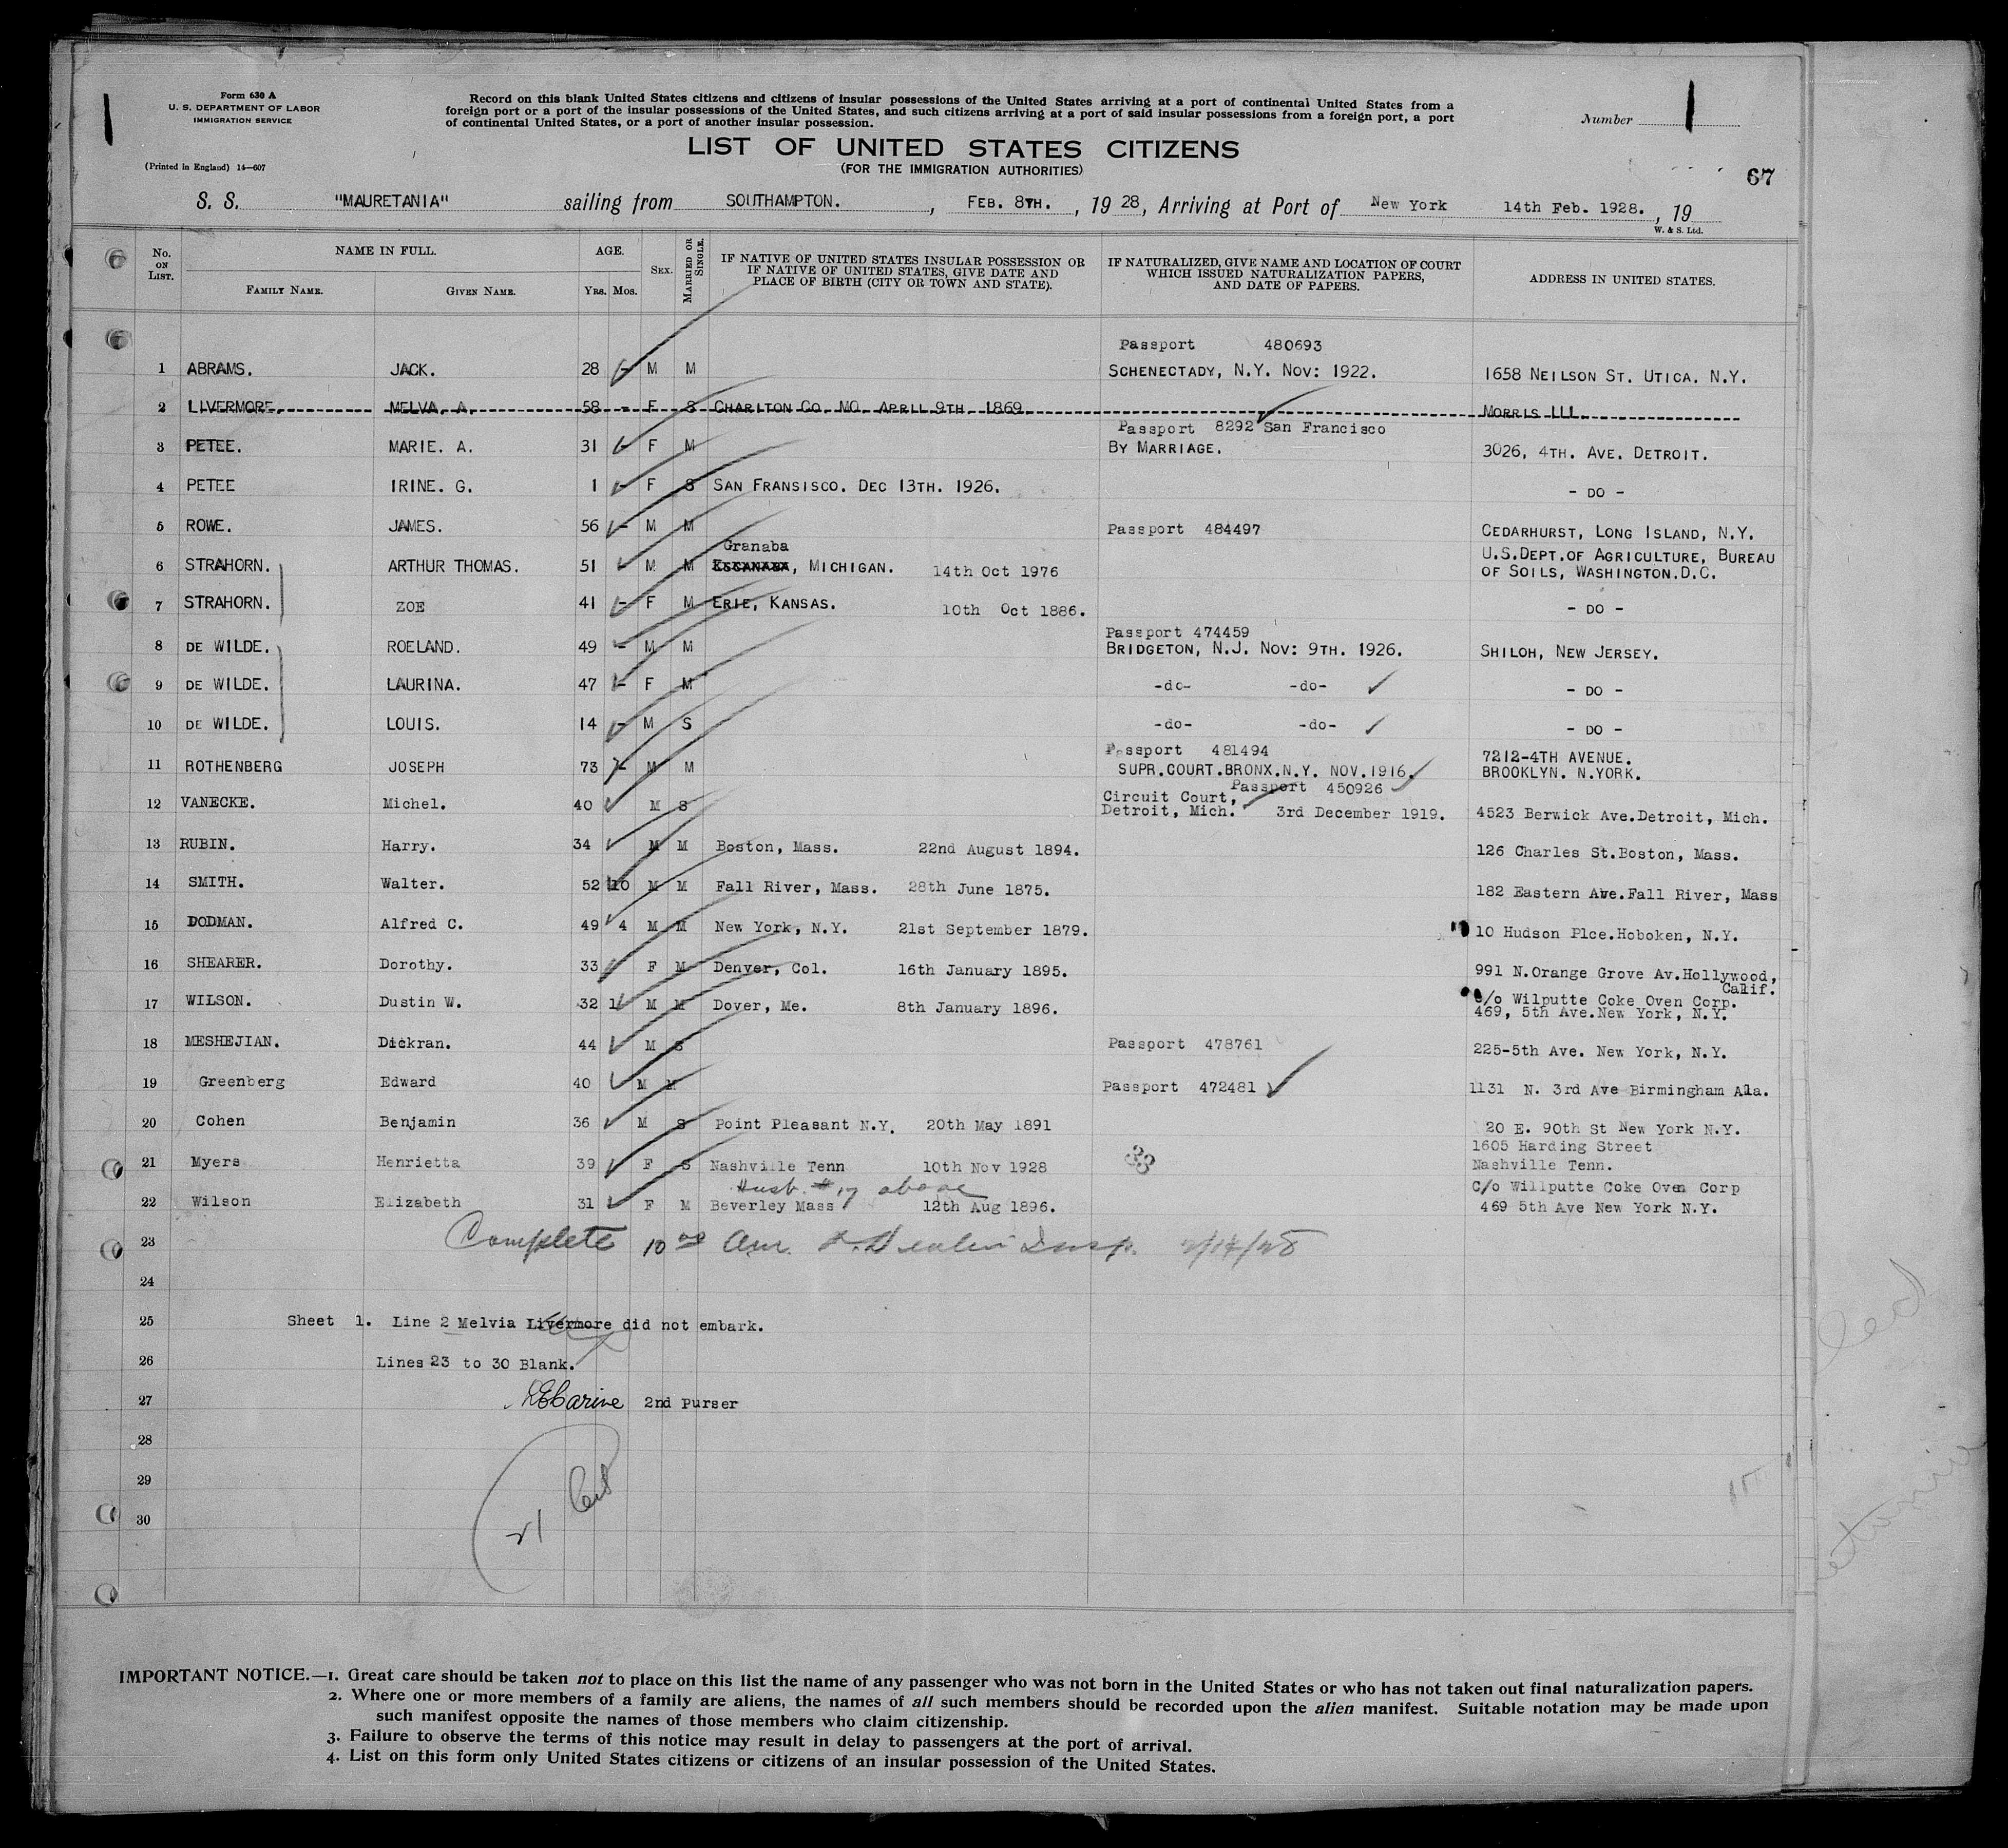 Form 630 A
U. S. DEPARTMENT OF LABOR
IMMIGRATION SERVICE
(Printed in England) 14—607
Record on this blank United States citizens and citizens of insular possessions of the United States arriving at a port of continental United States from a
foreign port or a port of the insular possessions of the United States, and such citizens arriving at a port of said insular possessions from a foreign port, a port
of continental United States, or a port of another insular possession.
Number 1
LIST OF UNITED STATES CITIZENS
(FOR THE IMMIGRATION AUTHORITIES)
67
S. S. "MAURETANIA" sailing from SOUTHAMPTON. , FEB. 8TH. , 19 28, Arriving at Port of New York 14th Feb. 1928. , 19
W. & S. Ltd.
No. ON LIST. NAME IN FULL. FAMILY NAME. GIVEN NAME. AGE. Yrs. Mos. SEX. MARRIED OR SINGLE. IF NATIVE OF UNITED STATES INSULAR POSSESSION OR IF NATIVE OF UNITED STATES, GIVE DATE AND PLACE OF BIRTH (CITY OR TOWN AND STATE). IF NATURALIZED, GIVE NAME AND LOCATION OF COURT WHICH ISSUED NATURALIZATION PAPERS, AND DATE OF PAPERS. ADDRESS IN UNITED STATES.
Passport 480693
1 ABRAMS. JACK. 28 - M M SCHENECTADY, N.Y. NOV: 1922. 1658 NEILSON ST. UTICA. N.Y.
2 LIVERMORE. MELVA. A. 58 - F S CHARLTON CO. MO. APRIL 9TH. 1869. MORRIS ILL.
Passport 8292 San Francisco
3 PETEE. MARIE. A. 31 - F M BY MARRIAGE. 3026, 4TH. AVE. DETROIT.
4 PETEE IRINE. G. 1 - F S SAN FRANSISCO. DEC 13TH. 1926. - DO -
5 ROWE. JAMES. 56 - M M Passport 484497 CEDARHURST, LONG ISLAND, N.Y.
Granaba
6 STRAHORN. ARTHUR THOMAS. 51 - M M ESCANABA, MICHIGAN. 14th Oct 1976 U.S.DEPT.OF AGRICULTURE, BUREAU
OF SOILS, WASHINGTON.D.C.
7 STRAHORN. ZOE 41 - F M ERIE, KANSAS. 10th Oct 1886. - DO -
Passport 474459
8 DE WILDE. ROELAND. 49 - M M BRIDGETON, N.J. NOV: 9TH. 1926. SHILOH, NEW JERSEY.
9 DE WILDE. LAURINA. 47 - F M -do- -do- - DO -
10 DE WILDE. LOUIS. 14 - M S -do- -do- - DO -
Passport 481494 7212-4TH AVENUE.
11 ROTHENBERG JOSEPH 73 - M M SUPR.COURT.BRONX.N.Y. NOV.1916. BROOKLYN. N.YORK.
Passport 450926
12 VANECKE. Michel. 40 M S Circuit Court,
Detroit, Mich. 3rd December 1919. 4523 Berwick Ave.Detroit, Mich.
13 RUBIN. Harry. 34 M M Boston, Mass. 22nd August 1894. 126 Charles St.Boston, Mass.
14 SMITH. Walter. 52 10 M M Fall River, Mass. 28th June 1875. 182 Eastern Ave.Fall River, Mass
15 DODMAN. Alfred C. 49 4 M M New York, N.Y. 21st September 1879. 10 Hudson Plce.Hoboken, N.Y.
16 SHEARER. Dorothy. 33 F M Denver, Col. 16th January 1895. 991 N.Orange Grove Av.Hollywood,
Calif.
17 WILSON. Dustin W. 32 1 M M Dover, Me. 8th January 1896. c/o Wilputte Coke Oven Corp.
469, 5th Ave.New York, N.Y.
18 MESHEJIAN. Dickran. 44 M S Passport 478761 225-5th Ave. New York, N.Y.
19 Greenberg Edward 40 M M Passport 472481 1131 N. 3rd Ave Birmingham Ala.
20 Cohen Benjamin 36 M S Point Pleasant N.Y. 20th May 1891 20 E. 90th St New York N.Y.
1605 Harding Street
21 Myers Henrietta 39 F S Nashville Tenn 10th Nov 1928 Nashville Tenn.
Husb. #17 above C/o Willputte Coke Oven Corp
22 Wilson Elizabeth 31 F M Beverley Mass 12th Aug 1896. 469 5th Ave New York N.Y.
23 Complete 10 00 Insp. 2/14/28
24
25 Sheet 1. Line 2 Melvia Livermore did not embark.
26 Lines 23 to 30 Blank.
27 2nd Purser
28
29
30
21
IMPORTANT NOTICE.—1. Great care should be taken not to place on this list the name of any passenger who was not born in the United States or who has not taken out final naturalization papers.
2. Where one or more members of a family are aliens, the names of all such members should be recorded upon the alien manifest. Suitable notation may be made upon
such manifest opposite the names of those members who claim citizenship.
3. Failure to observe the terms of this notice may result in delay to passengers at the port of arrival.
4. List on this form only United States citizens or citizens of an insular possession of the United States.